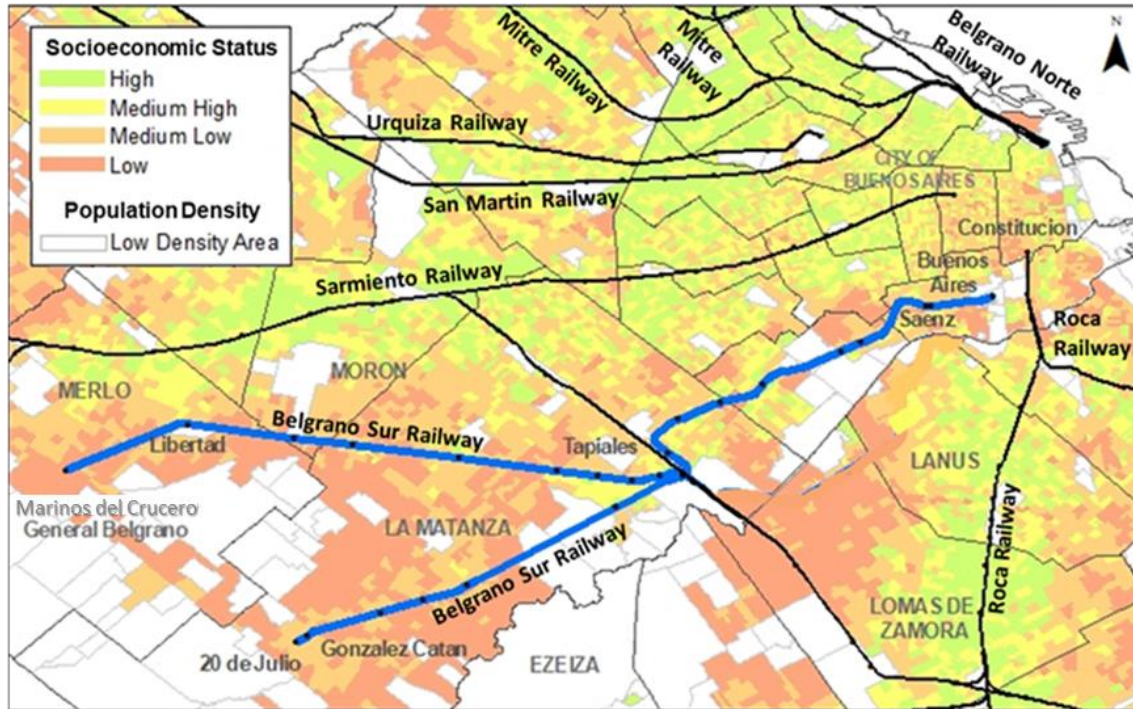 Socioeconomic Status
High
Medium High
Medium Low
Low
Population Density
Low Density Area
Mitre Railway
Mitre
Railway
Belgrano Norte
Railway
N
Urquiza Railway
CITY OF
BUENOS AIRES
San Martin Railway
Constitucion
Sarmiento Railway
Buenos
Aires
Saenz
Roca
Railway
MERLO
MORON
Belgrano Sur Railway
Libertad
Tapiales
LANUS
Marinos del Crucero
General Belgrano
LA MATANZA
Belgrano Sur Railway
Roca Railway
LOMAS DE
ZAMORA
Gonzalez Catan
20 de Julio
EZEIZA